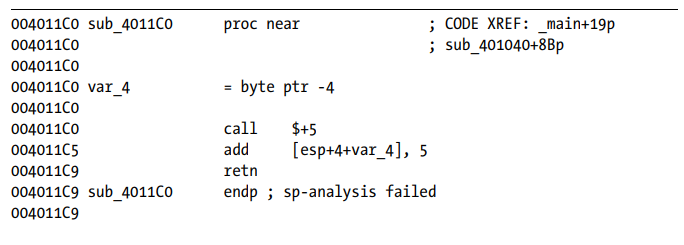 004011C0 sub_4011C0 proc near ; CODE XREF: _main+19p
004011C0 ; sub_401040+8Bp
004011C0
004011C0 var_4 = byte ptr -4
004011C0
004011C0 call $+5
004011C5 add [esp+4+var_4], 5
004011C9 retn
004011C9 sub_4011C0 endp ; sp-analysis failed
004011C9